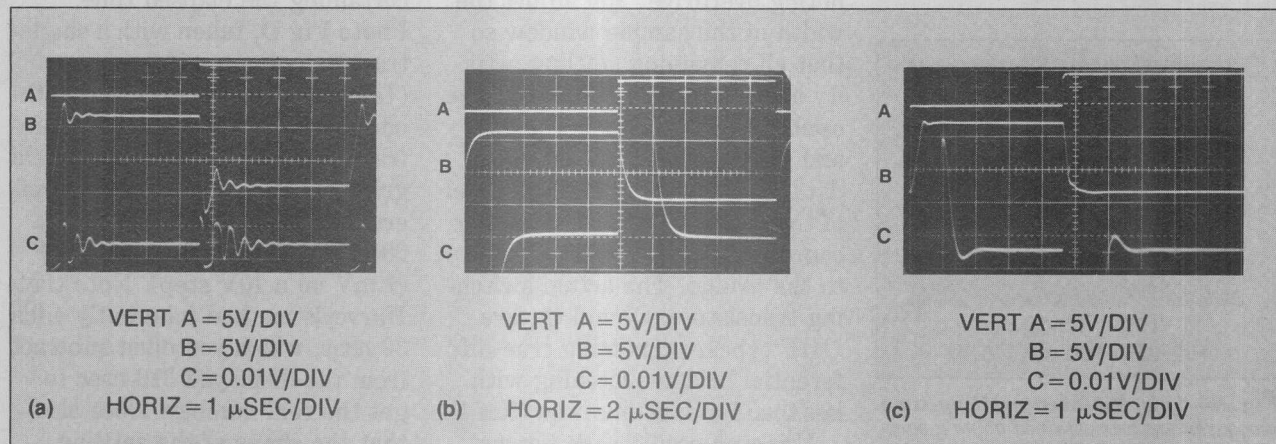 A
B
C
VERT A = 5V/DIV
B = 5V/DIV
C = 0.01V/DIV
(a) HORIZ = 1 μSEC/DIV
A
B
C
VERT A = 5V/DIV
B = 5V/DIV
C = 0.01V/DIV
(b) HORIZ = 2 μSEC/DIV
A
B
C
VERT A = 5V/DIV
B = 5V/DIV
C = 0.01V/DIV
(c) HORIZ = 1 μSEC/DIV